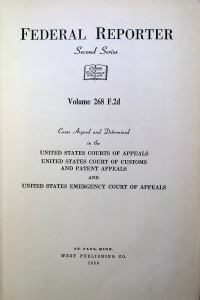 FEDERAL REPORTER
Second Series
Volume 268 F.2d
Cases Argued and Determined
in the
UNITED STATES COURTS OF APPEALS
UNITED STATES COURT OF CUSTOMS
AND PATENT APPEALS
AND
UNITED STATES EMERGENCY COURT OF APPEALS
ST. PAUL, MINN.
WEST PUBLISHING CO.
1959